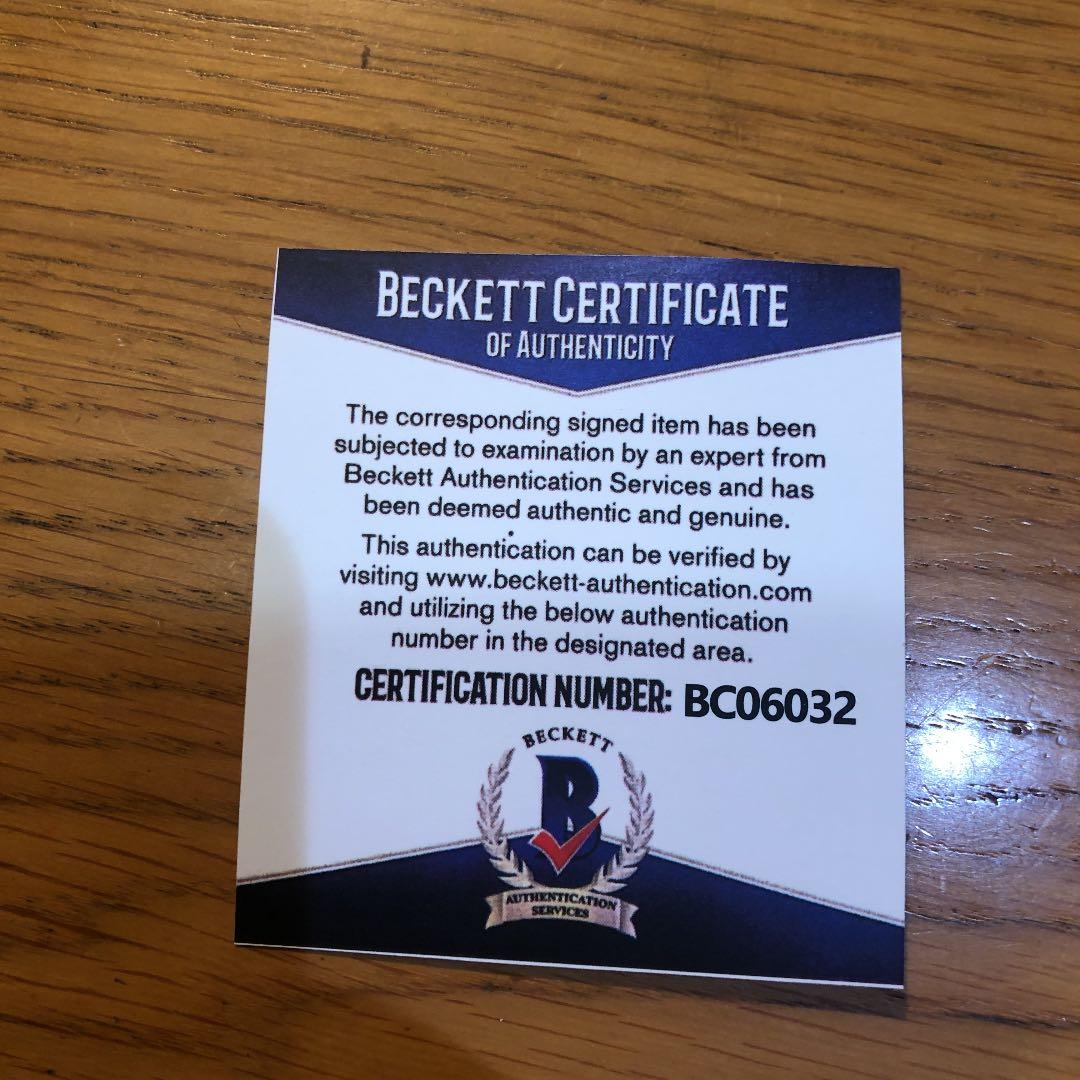 BECKETT CERTIFICATE
OF AUTHENTICITY
The corresponding signed item has been
subjected to examination by an expert from
Beckett Authentication Services and has
been deemed authentic and genuine.
This authentication can be verified by
visiting www.beckett-authentication.com
and utilizing the below authentication
number in the designated area.
CERTIFICATION NUMBER: BC06032
BECKETT
B
AUTHENTICATION
SERVICES